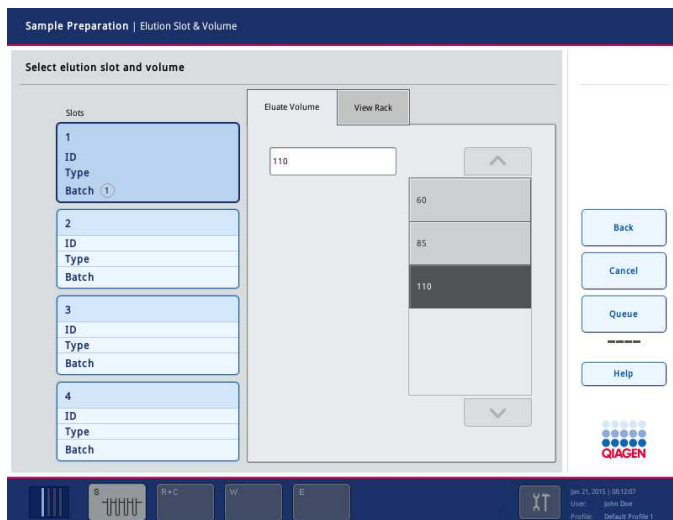 Sample Preparation | Elution Slot & Volume
Select elution slot and volume
Slots
1
ID
Type
Batch 1
2
ID
Type
Batch
3
ID
Type
Batch
4
ID
Type
Batch
Eluate Volume
View Rack
110
60
85
110
Back
Cancel
Queue
Help
QIAGEN
S
R+C
W
E
Jan 21, 2015 | 08:12:07
User: John Doe
Profile: Default Profile 1